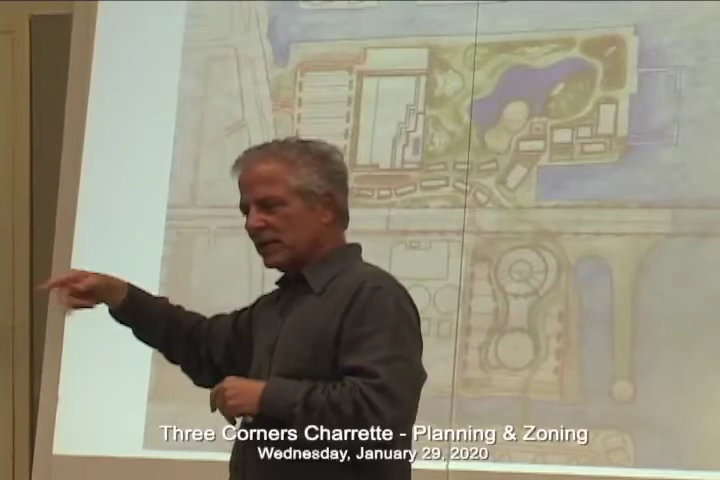 Three Corners Charrette - Planning & Zoning
Wednesday, January 29, 2020